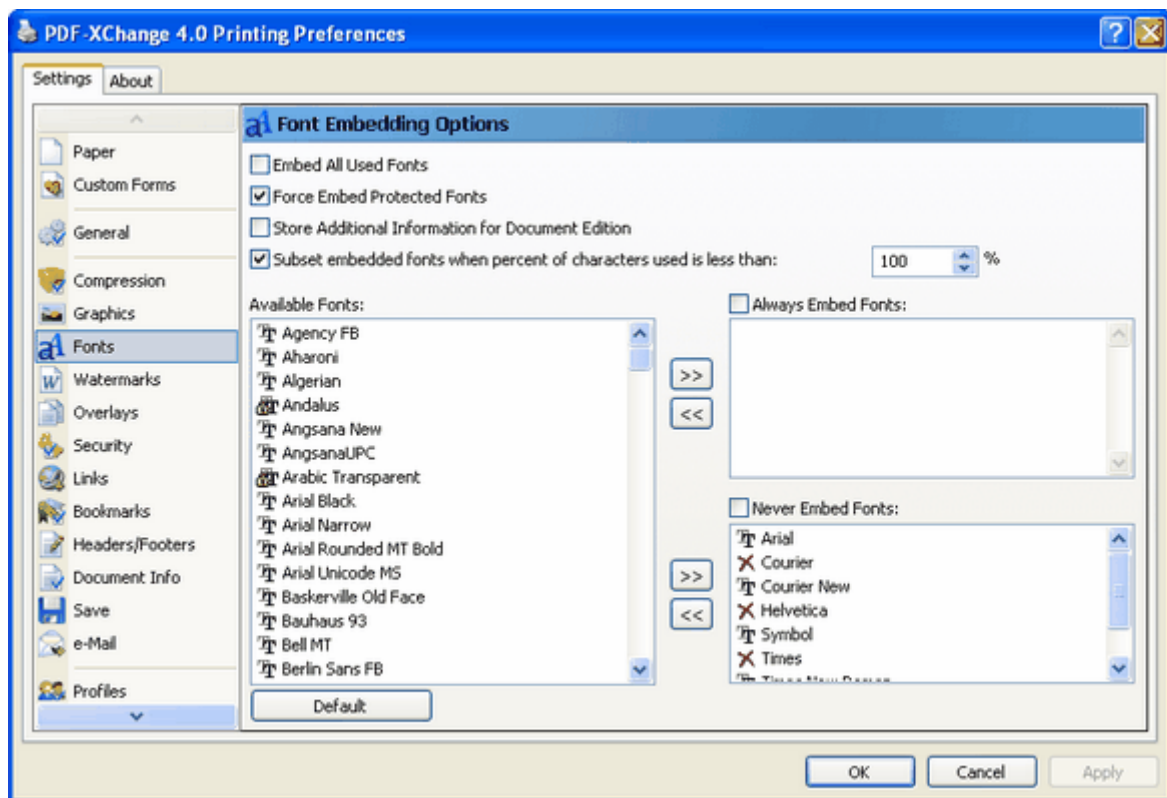 PDF-XChange 4.0 Printing Preferences
Settings
About
Paper
Custom Forms
General
Compression
Graphics
Fonts
Watermarks
Overlays
Security
Links
Bookmarks
Headers/Footers
Document Info
Save
e-Mail
Profiles
Font Embedding Options
Embed All Used Fonts
Force Embed Protected Fonts
Store Additional Information for Document Edition
Subset embedded fonts when percent of characters used is less than: 100 %
Available Fonts:
Agency FB
Aharoni
Algerian
Andalus
Angsana New
AngsanaUPC
Arabic Transparent
Arial Black
Arial Narrow
Arial Rounded MT Bold
Arial Unicode MS
Baskerville Old Face
Bauhaus 93
Bell MT
Berlin Sans FB
Default
>>
<<
Always Embed Fonts:
>>
<<
Never Embed Fonts:
Arial
Courier
Courier New
Helvetica
Symbol
Times
Times New Roman
OK
Cancel
Apply